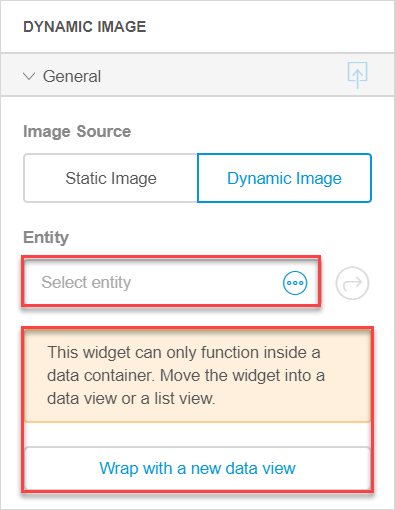 DYNAMIC IMAGE
General
Image Source
Static Image
Dynamic Image
Entity
Select entity
This widget can only function inside a
data container. Move the widget into a
data view or a list view.
Wrap with a new data view